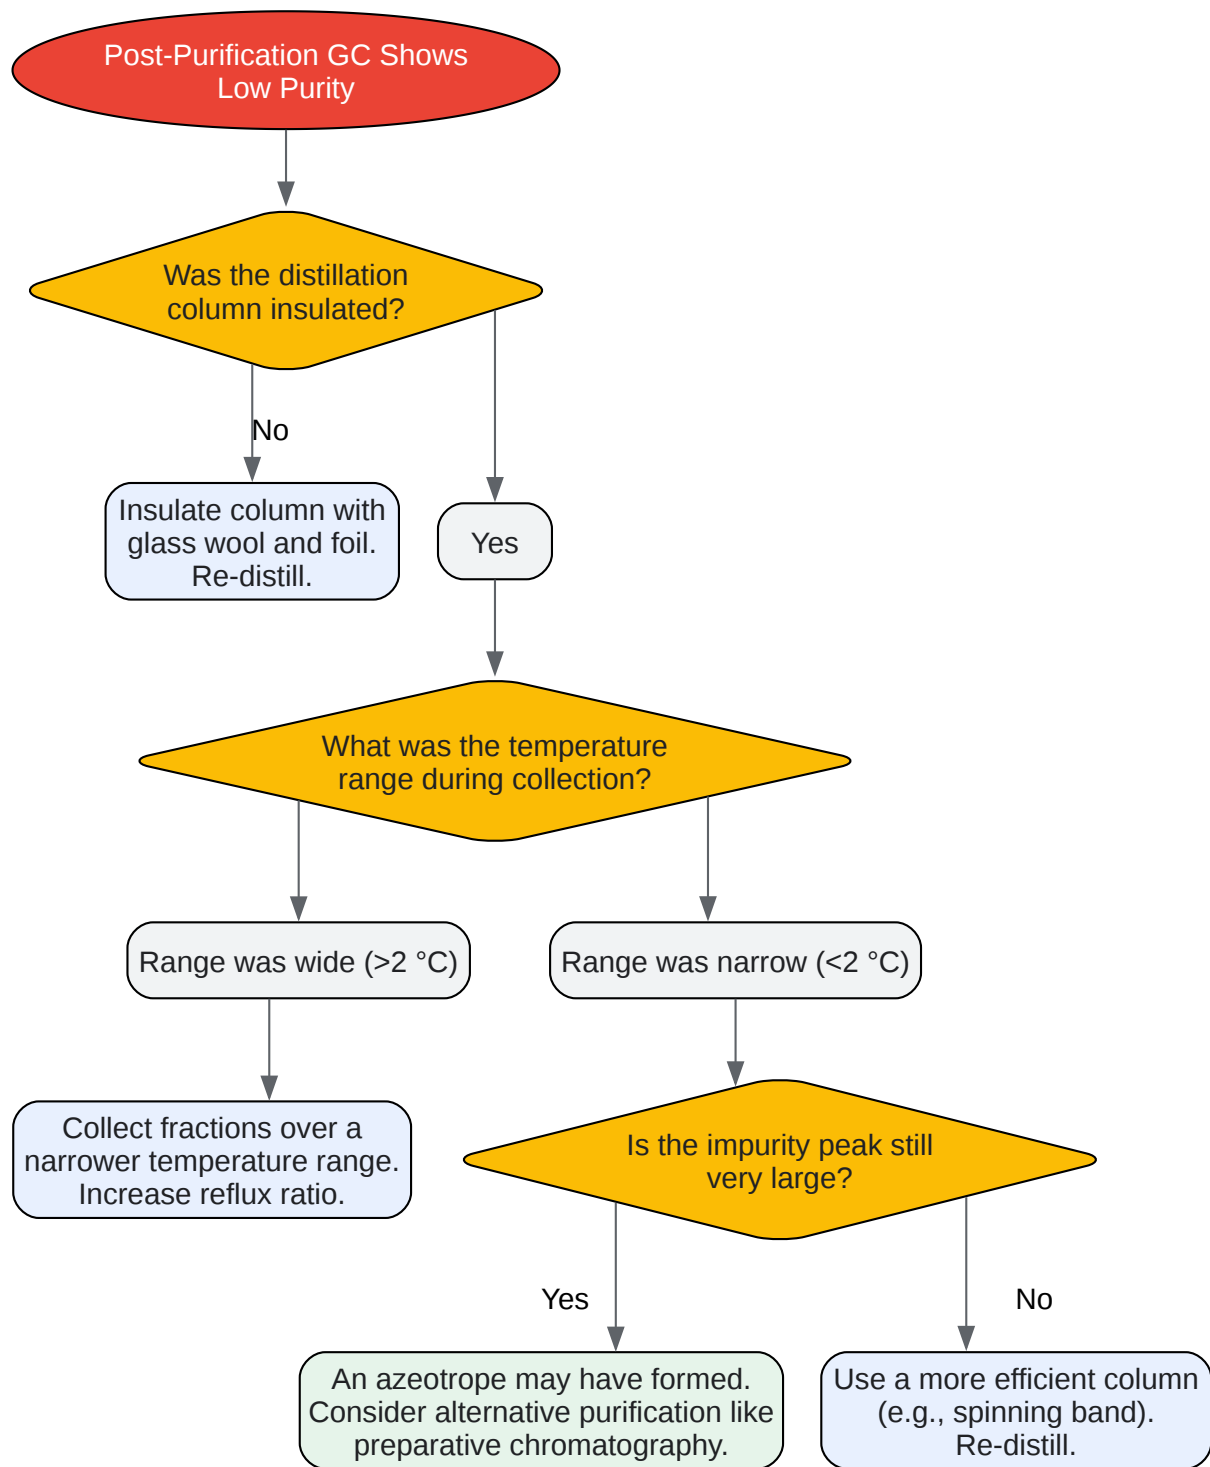 Post-Purification GC Shows
Low Purity
Was the distillation
column insulated?
No
Insulate column with
glass wool and foil.
Re-distill.
Yes
What was the temperature
range during collection?
Range was wide (>2 °C)
Range was narrow (<2 °C)
Collect fractions over a
narrower temperature range.
Increase reflux ratio.
Is the impurity peak still
very large?
Yes
No
An azeotrope may have formed.
Consider alternative purification like
preparative chromatography.
Use a more efficient column
(e.g., spinning band).
Re-distill.